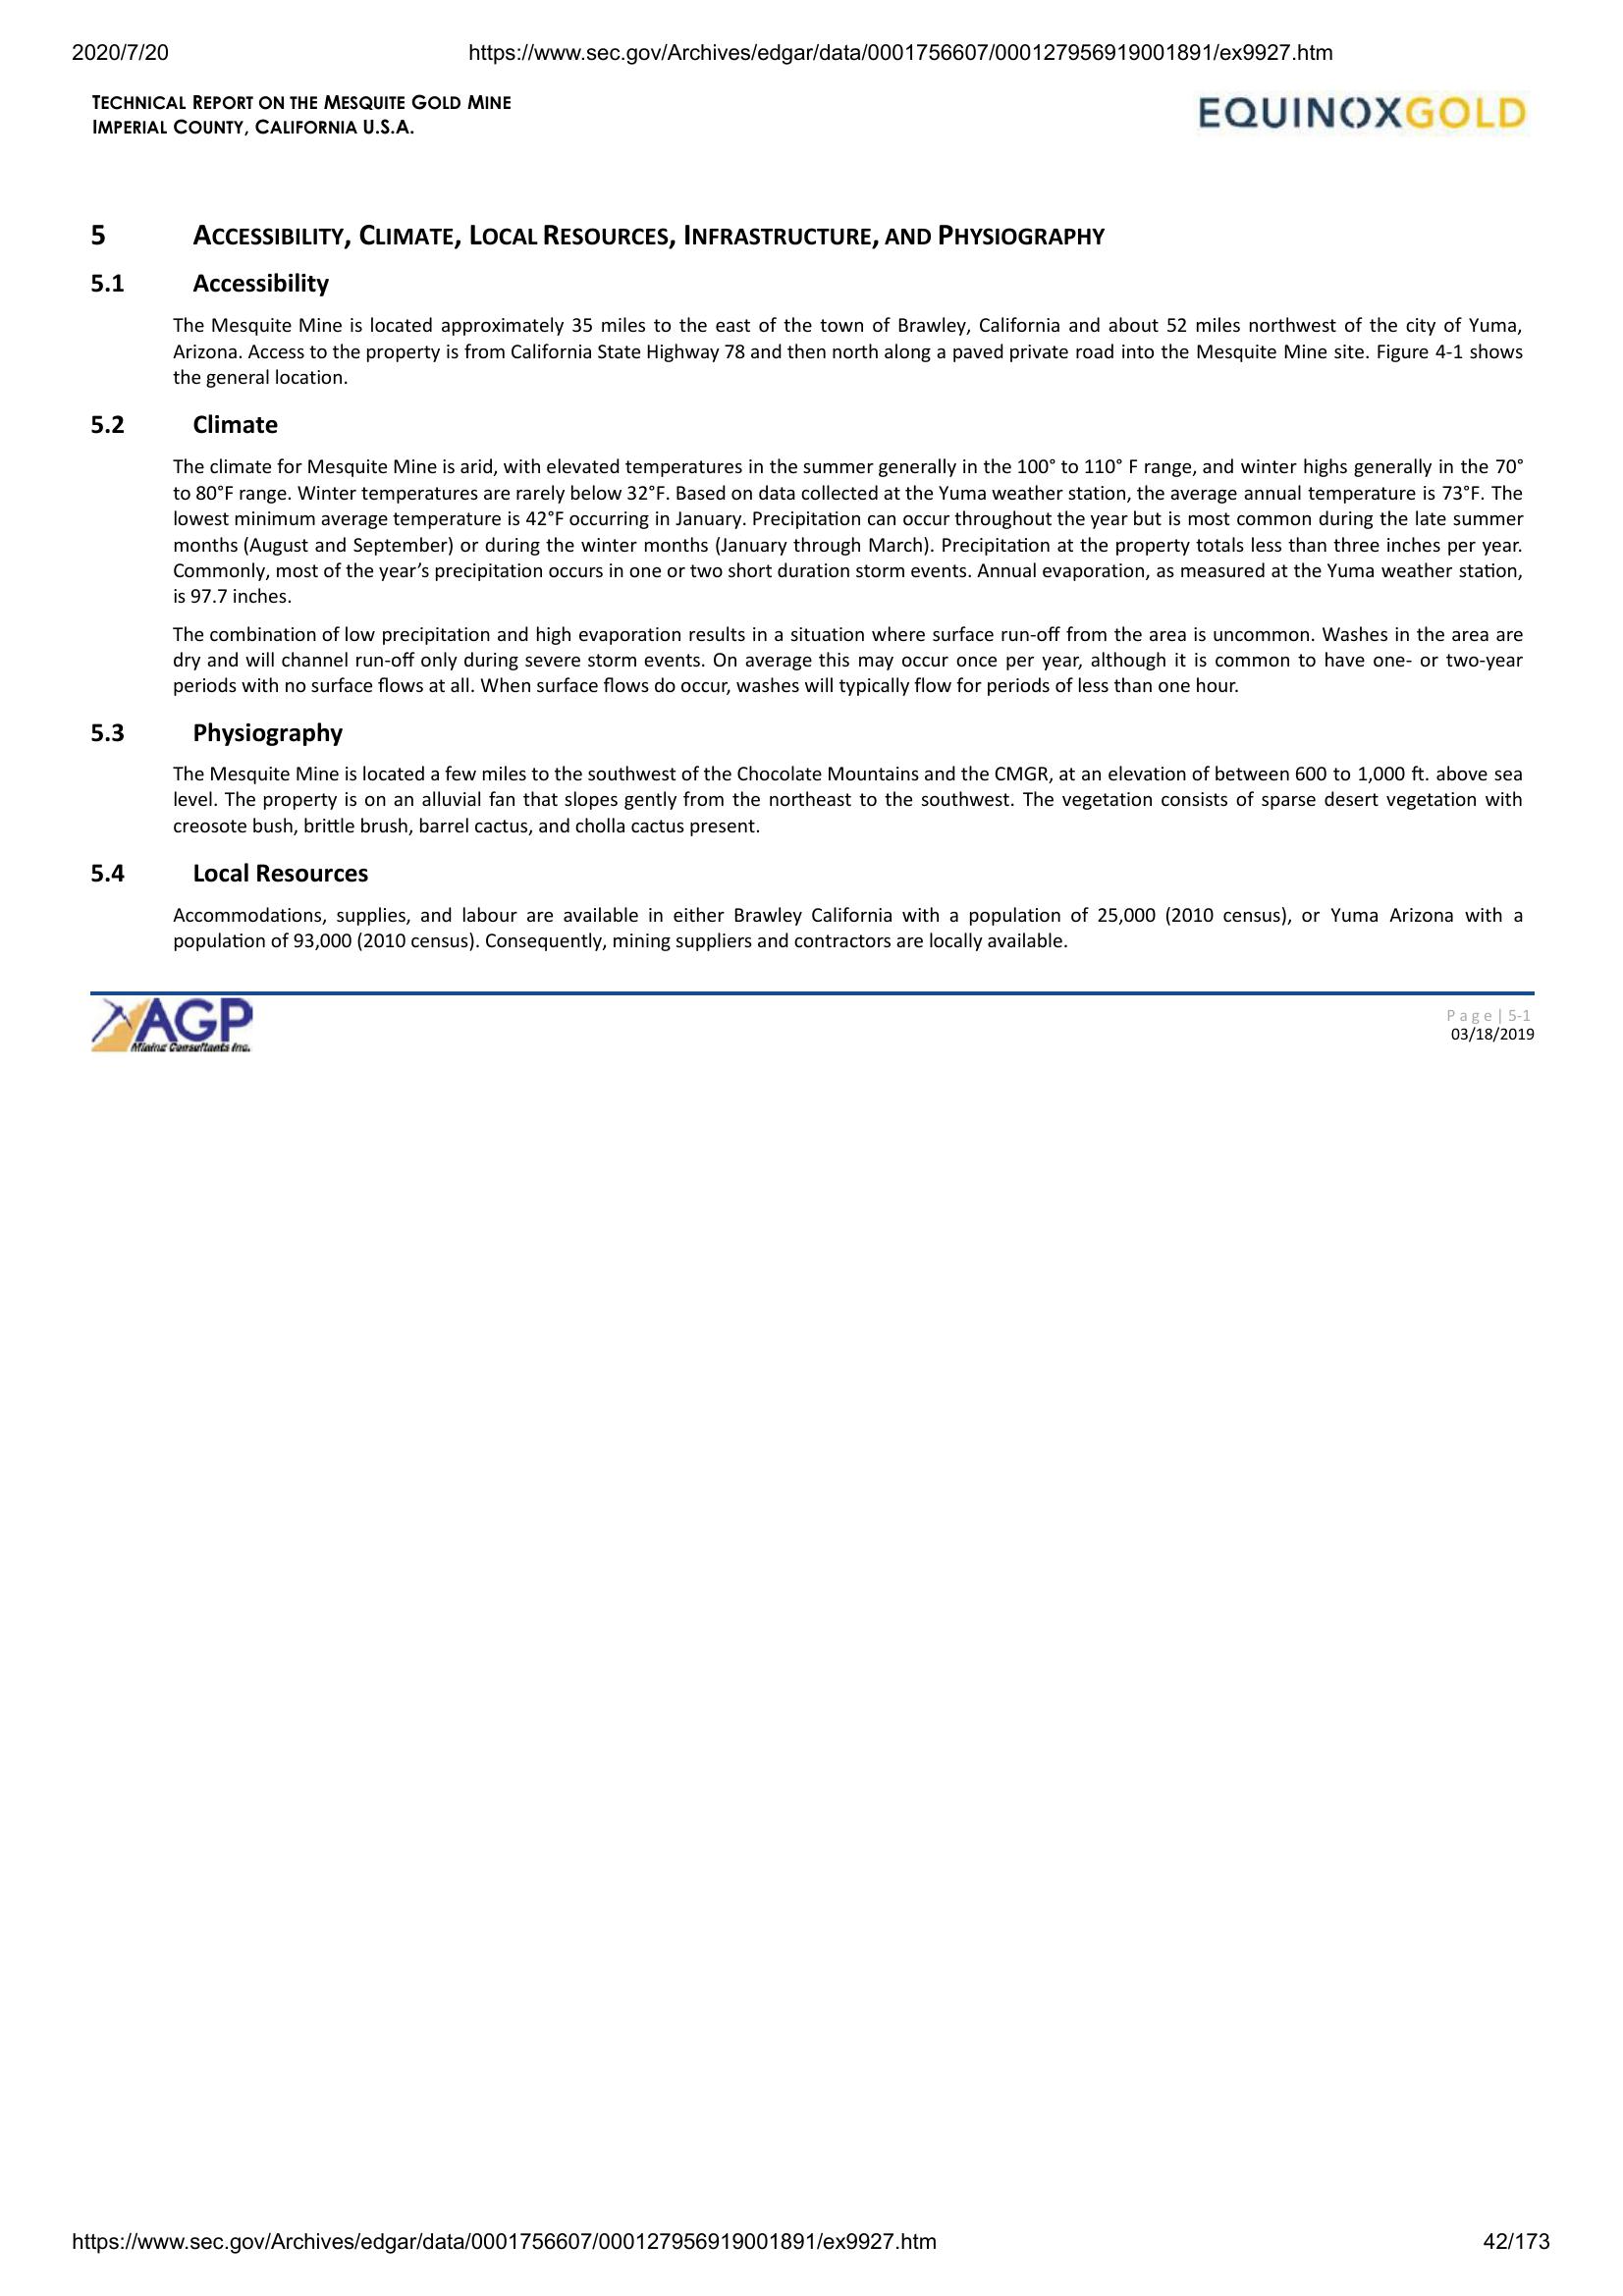 2020/7/20 https://www.sec.gov/Archives/edgar/data/0001756607/000127956919001891/ex9927.htm
TECHNICAL REPORT ON THE MESQUITE GOLD MINE
IMPERIAL COUNTY, CALIFORNIA U.S.A.
EQUINOXGOLD
5 ACCESSIBILITY, CLIMATE, LOCAL RESOURCES, INFRASTRUCTURE, AND PHYSIOGRAPHY
5.1 Accessibility
The Mesquite Mine is located approximately 35 miles to the east of the town of Brawley, California and about 52 miles northwest of the city of Yuma,
Arizona. Access to the property is from California State Highway 78 and then north along a paved private road into the Mesquite Mine site. Figure 4-1 shows
the general location.
5.2 Climate
The climate for Mesquite Mine is arid, with elevated temperatures in the summer generally in the 100° to 110° F range, and winter highs generally in the 70°
to 80°F range. Winter temperatures are rarely below 32°F. Based on data collected at the Yuma weather station, the average annual temperature is 73°F. The
lowest minimum average temperature is 42°F occurring in January. Precipitation can occur throughout the year but is most common during the late summer
months (August and September) or during the winter months (January through March). Precipitation at the property totals less than three inches per year.
Commonly, most of the year’s precipitation occurs in one or two short duration storm events. Annual evaporation, as measured at the Yuma weather station,
is 97.7 inches.
The combination of low precipitation and high evaporation results in a situation where surface run-off from the area is uncommon. Washes in the area are
dry and will channel run-off only during severe storm events. On average this may occur once per year, although it is common to have one- or two-year
periods with no surface flows at all. When surface flows do occur, washes will typically flow for periods of less than one hour.
5.3 Physiography
The Mesquite Mine is located a few miles to the southwest of the Chocolate Mountains and the CMGR, at an elevation of between 600 to 1,000 ft. above sea
level. The property is on an alluvial fan that slopes gently from the northeast to the southwest. The vegetation consists of sparse desert vegetation with
creosote bush, brittle brush, barrel cactus, and cholla cactus present.
5.4 Local Resources
Accommodations, supplies, and labour are available in either Brawley California with a population of 25,000 (2010 census), or Yuma Arizona with a
population of 93,000 (2010 census). Consequently, mining suppliers and contractors are locally available.
AGP
Mining Consultants Inc.
Page | 5-1
03/18/2019
https://www.sec.gov/Archives/edgar/data/0001756607/000127956919001891/ex9927.htm 42/173